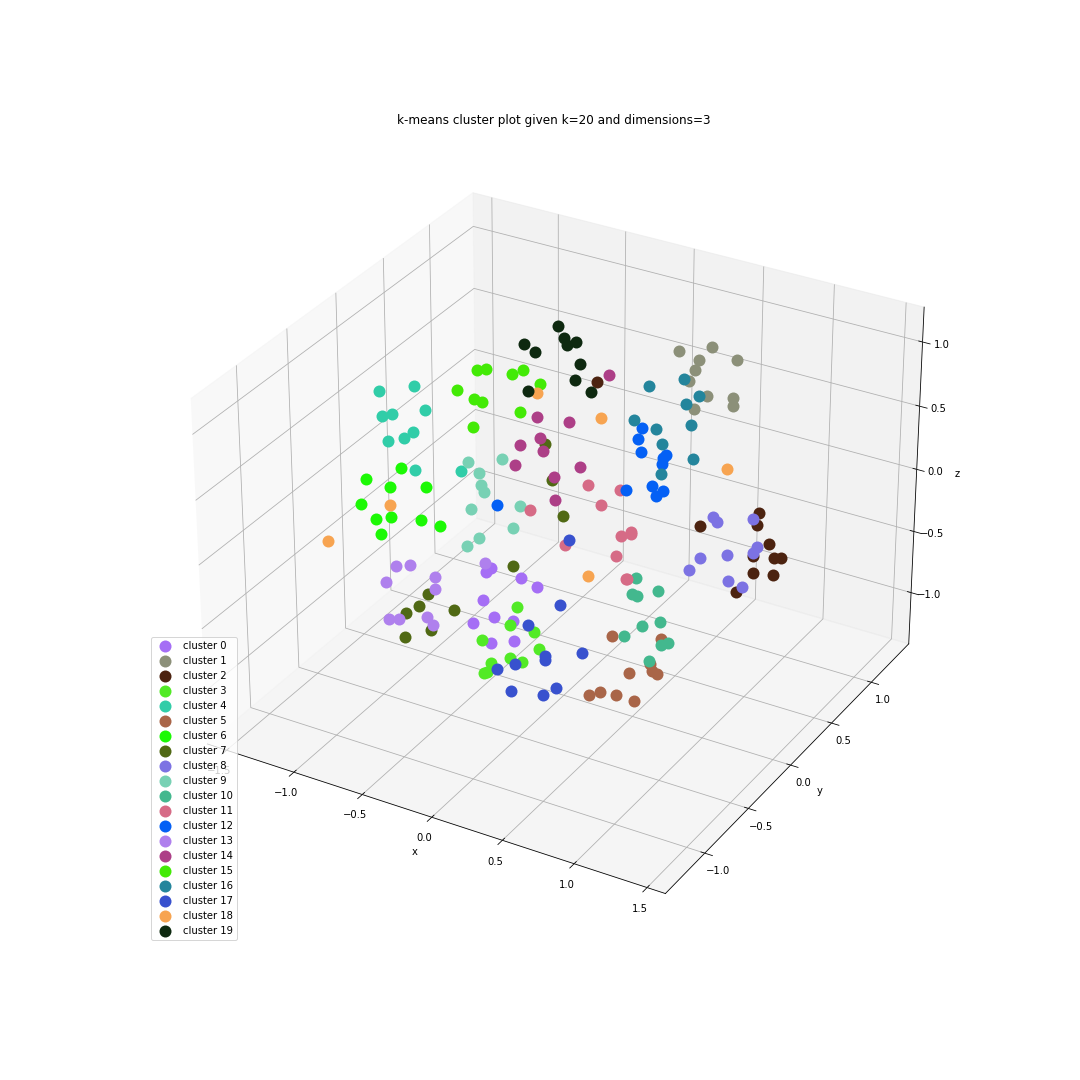 k-means cluster plot given k=20 and dimensions=3
1.0
0.5
0.0
z
−0.5
−1.0
1.0
0.5
0.0
y
−0.5
−1.0
−1.0
−0.5
0.0
x
0.5
1.0
1.5
cluster 0
cluster 1
cluster 2
cluster 3
cluster 4
cluster 5
cluster 6
cluster 7
cluster 8
cluster 9
cluster 10
cluster 11
cluster 12
cluster 13
cluster 14
cluster 15
cluster 16
cluster 17
cluster 18
cluster 19